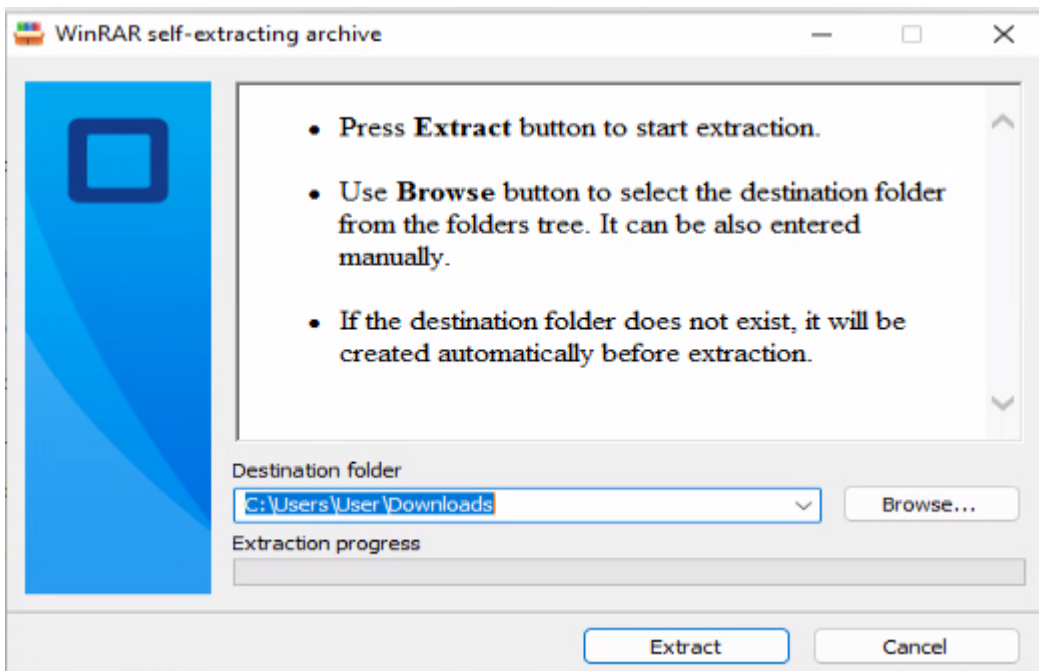 WinRAR self-extracting archive
• Press Extract button to start extraction.
• Use Browse button to select the destination folder
from the folders tree. It can be also entered
manually.
• If the destination folder does not exist, it will be
created automatically before extraction.
Destination folder
C:\Users\User\Downloads
Browse...
Extraction progress
Extract
Cancel